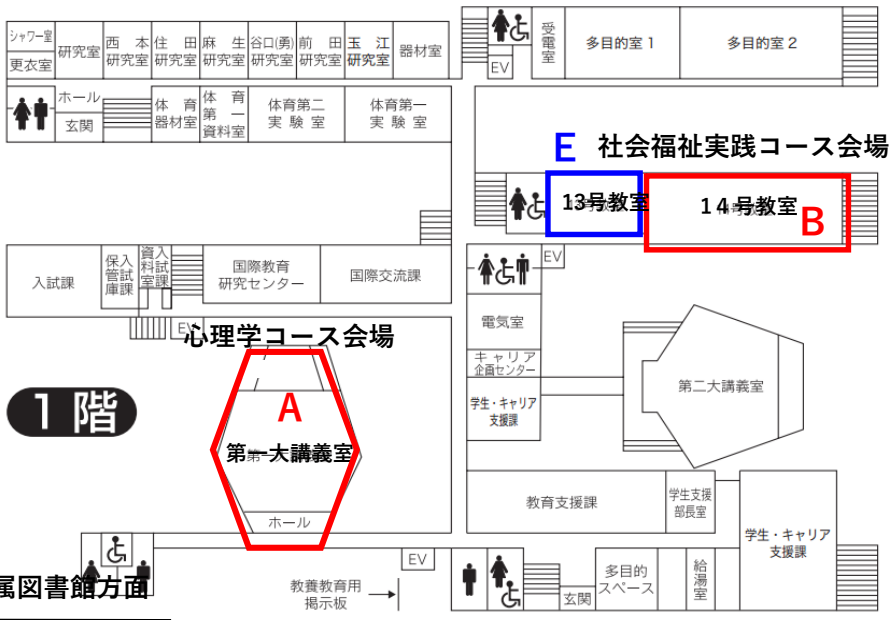 シャワー室
更衣室
研究室
西本
研究室
住田
研究室
麻生
研究室
谷口(勇)
研究室
前田
研究室
玉江
研究室
器材室
EV
受電室
多目的室1
多目的室2
ホール
玄関
体育
器材室
体育
第一
資料室
体育第二
実験室
体育第一
実験室
E 社会福祉実践コース会場
13号教室
14号教室
B
入試課
入試課
保管庫
入試課
資料室
国際教育
研究センター
国際交流課
EV
EV
心理学コース会場
電気室
キャリア
企画センター
学生・キャリア
支援課
第二大講義室
1階
A
第一大講義室
ホール
教育支援課
学生支援
部長室
学生・キャリア
支援課
属図書館方面
EV
教養教育用
掲示板
玄関
多目的
スペース
給湯室